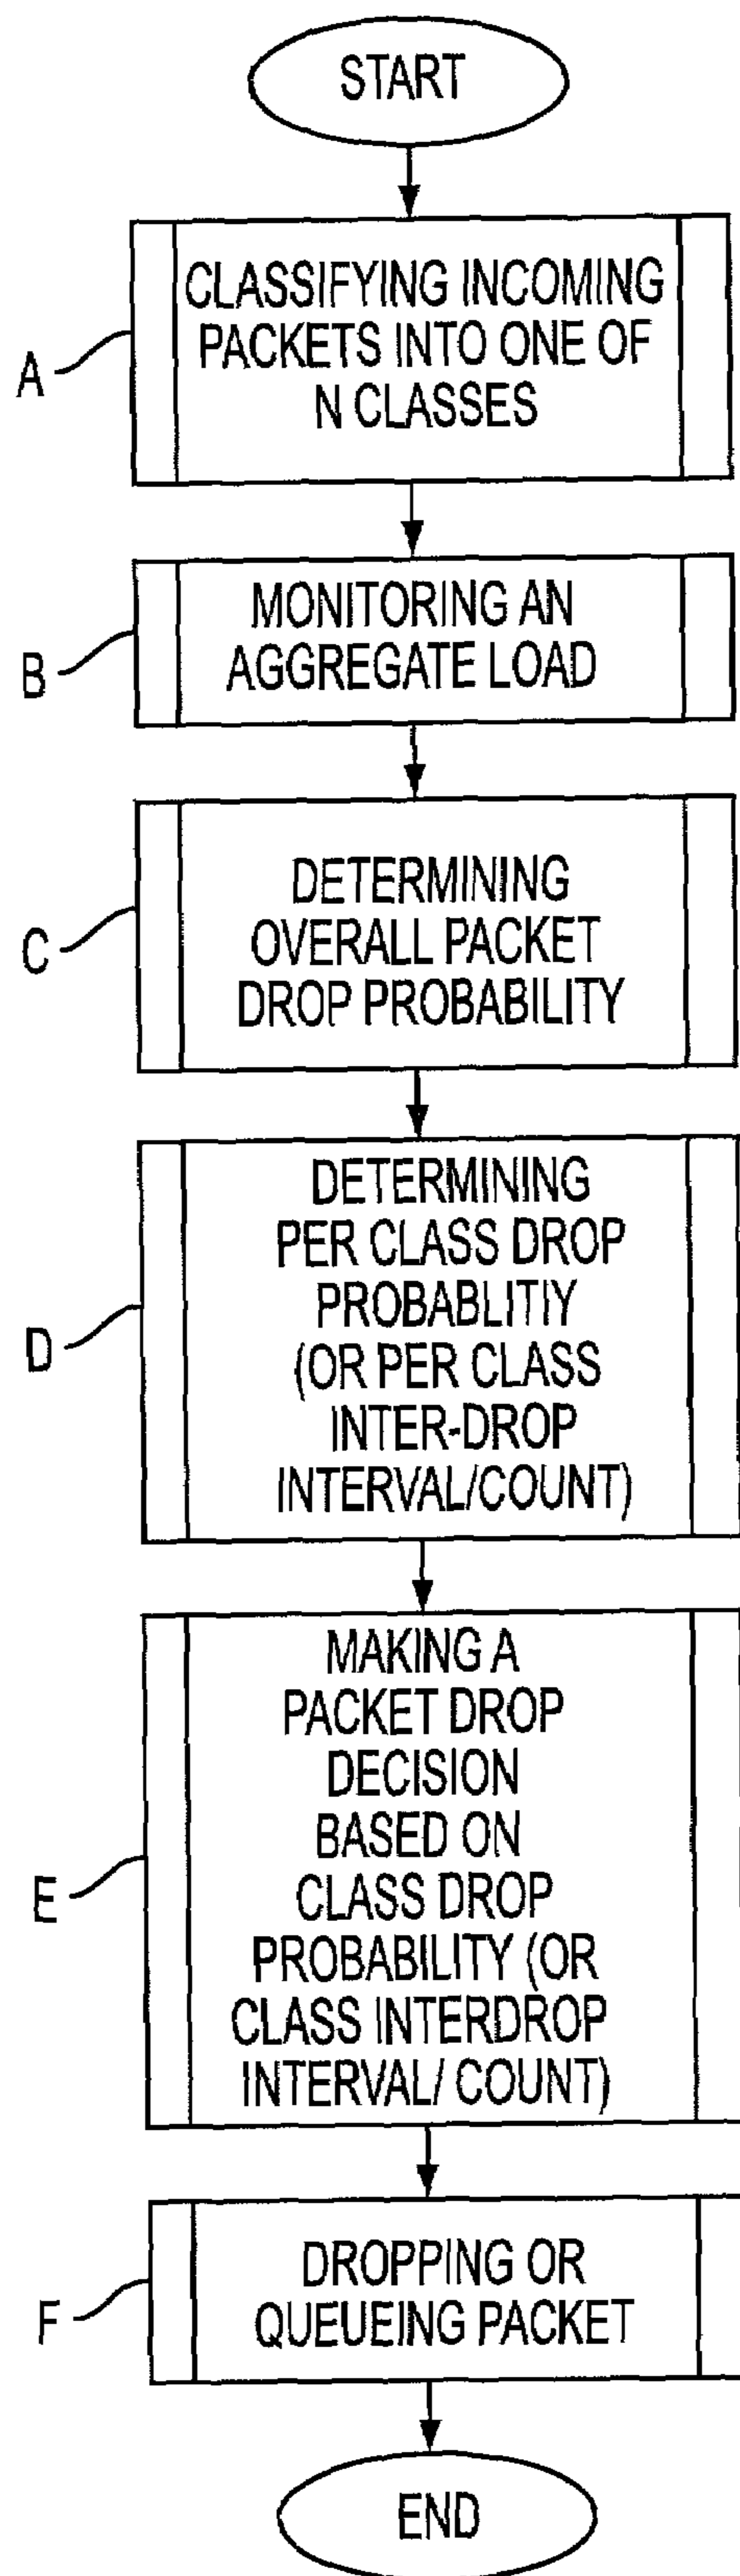 START
A
CLASSIFYING INCOMING
PACKETS INTO ONE OF
N CLASSES
B
MONITORING AN
AGGREGATE LOAD
C
DETERMINING
OVERALL PACKET
DROP PROBABILITY
D
DETERMINING
PER CLASS DROP
PROBABLITIY
(OR PER CLASS
INTER-DROP
INTERVAL/COUNT)
E
MAKING A
PACKET DROP
DECISION
BASED ON
CLASS DROP
PROBABILITY (OR
CLASS INTERDROP
INTERVAL/ COUNT)
F
DROPPING OR
QUEUEING PACKET
END